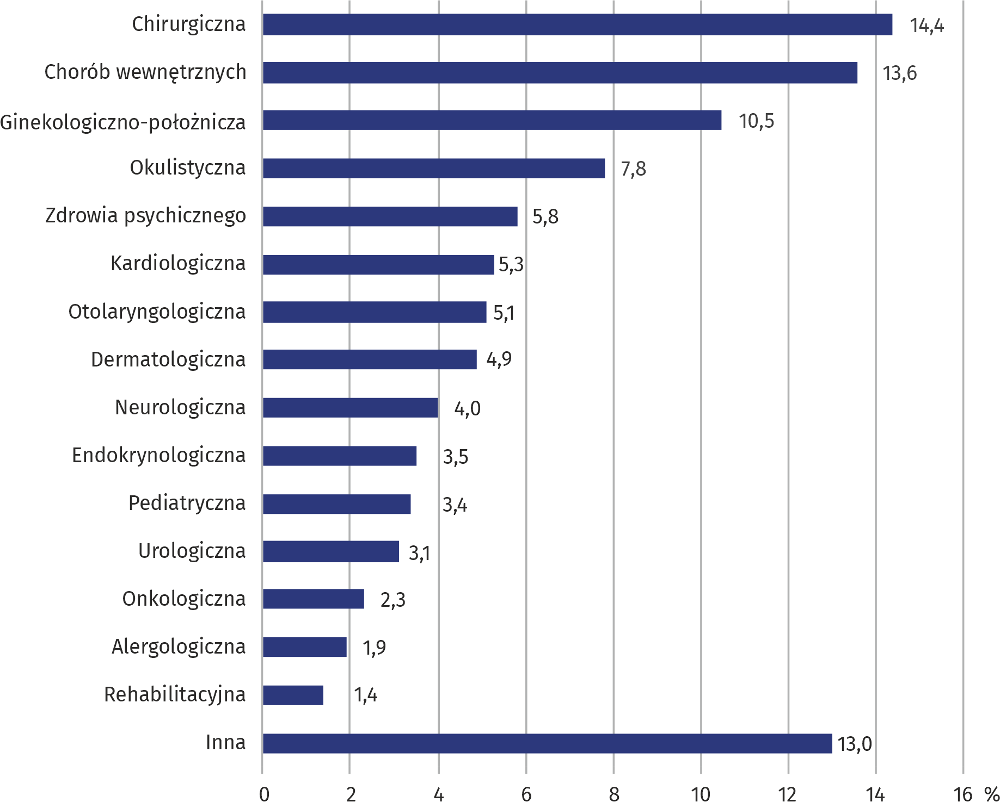 Chirurgiczna 14,4
Chorób wewnętrznych 13,6
Ginekologiczno-położnicza 10,5
Okulistyczna 7,8
Zdrowia psychicznego 5,8
Kardiologiczna 5,3
Otolaryngologiczna 5,1
Dermatologiczna 4,9
Neurologiczna 4,0
Endokrynologiczna 3,5
Pediatryczna 3,4
Urologiczna 3,1
Onkologiczna 2,3
Alergologiczna 1,9
Rehabilitacyjna 1,4
Inna 13,0
0 2 4 6 8 10 12 14 16 %